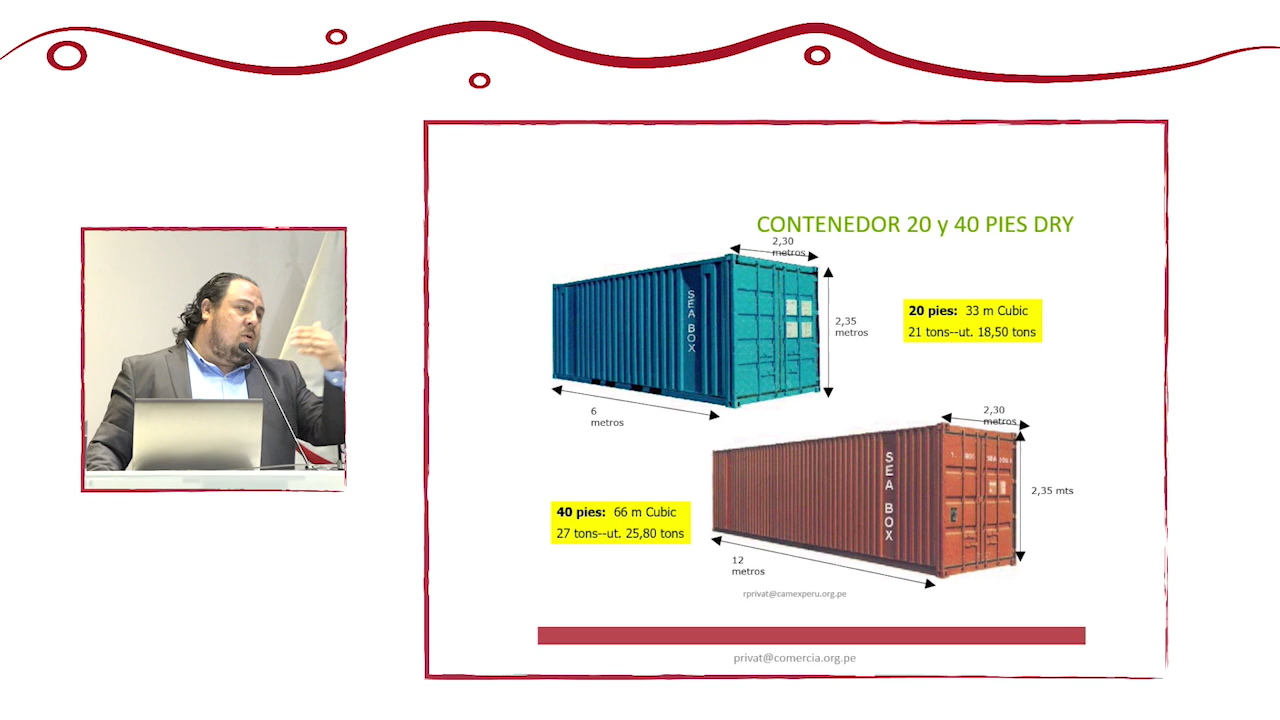 CONTENEDOR 20 y 40 PIES DRY
2,30
metros
SEA BOX
2,35
metros
20 pies: 33 m Cubic
21 tons--ut. 18,50 tons
6
metros
2,30
metros
SEA BOX
2,35 mts
40 pies: 66 m Cubic
27 tons--ut. 25,80 tons
12
metros
rprivat@camexperu.org.pe
privat@comercia.org.pe